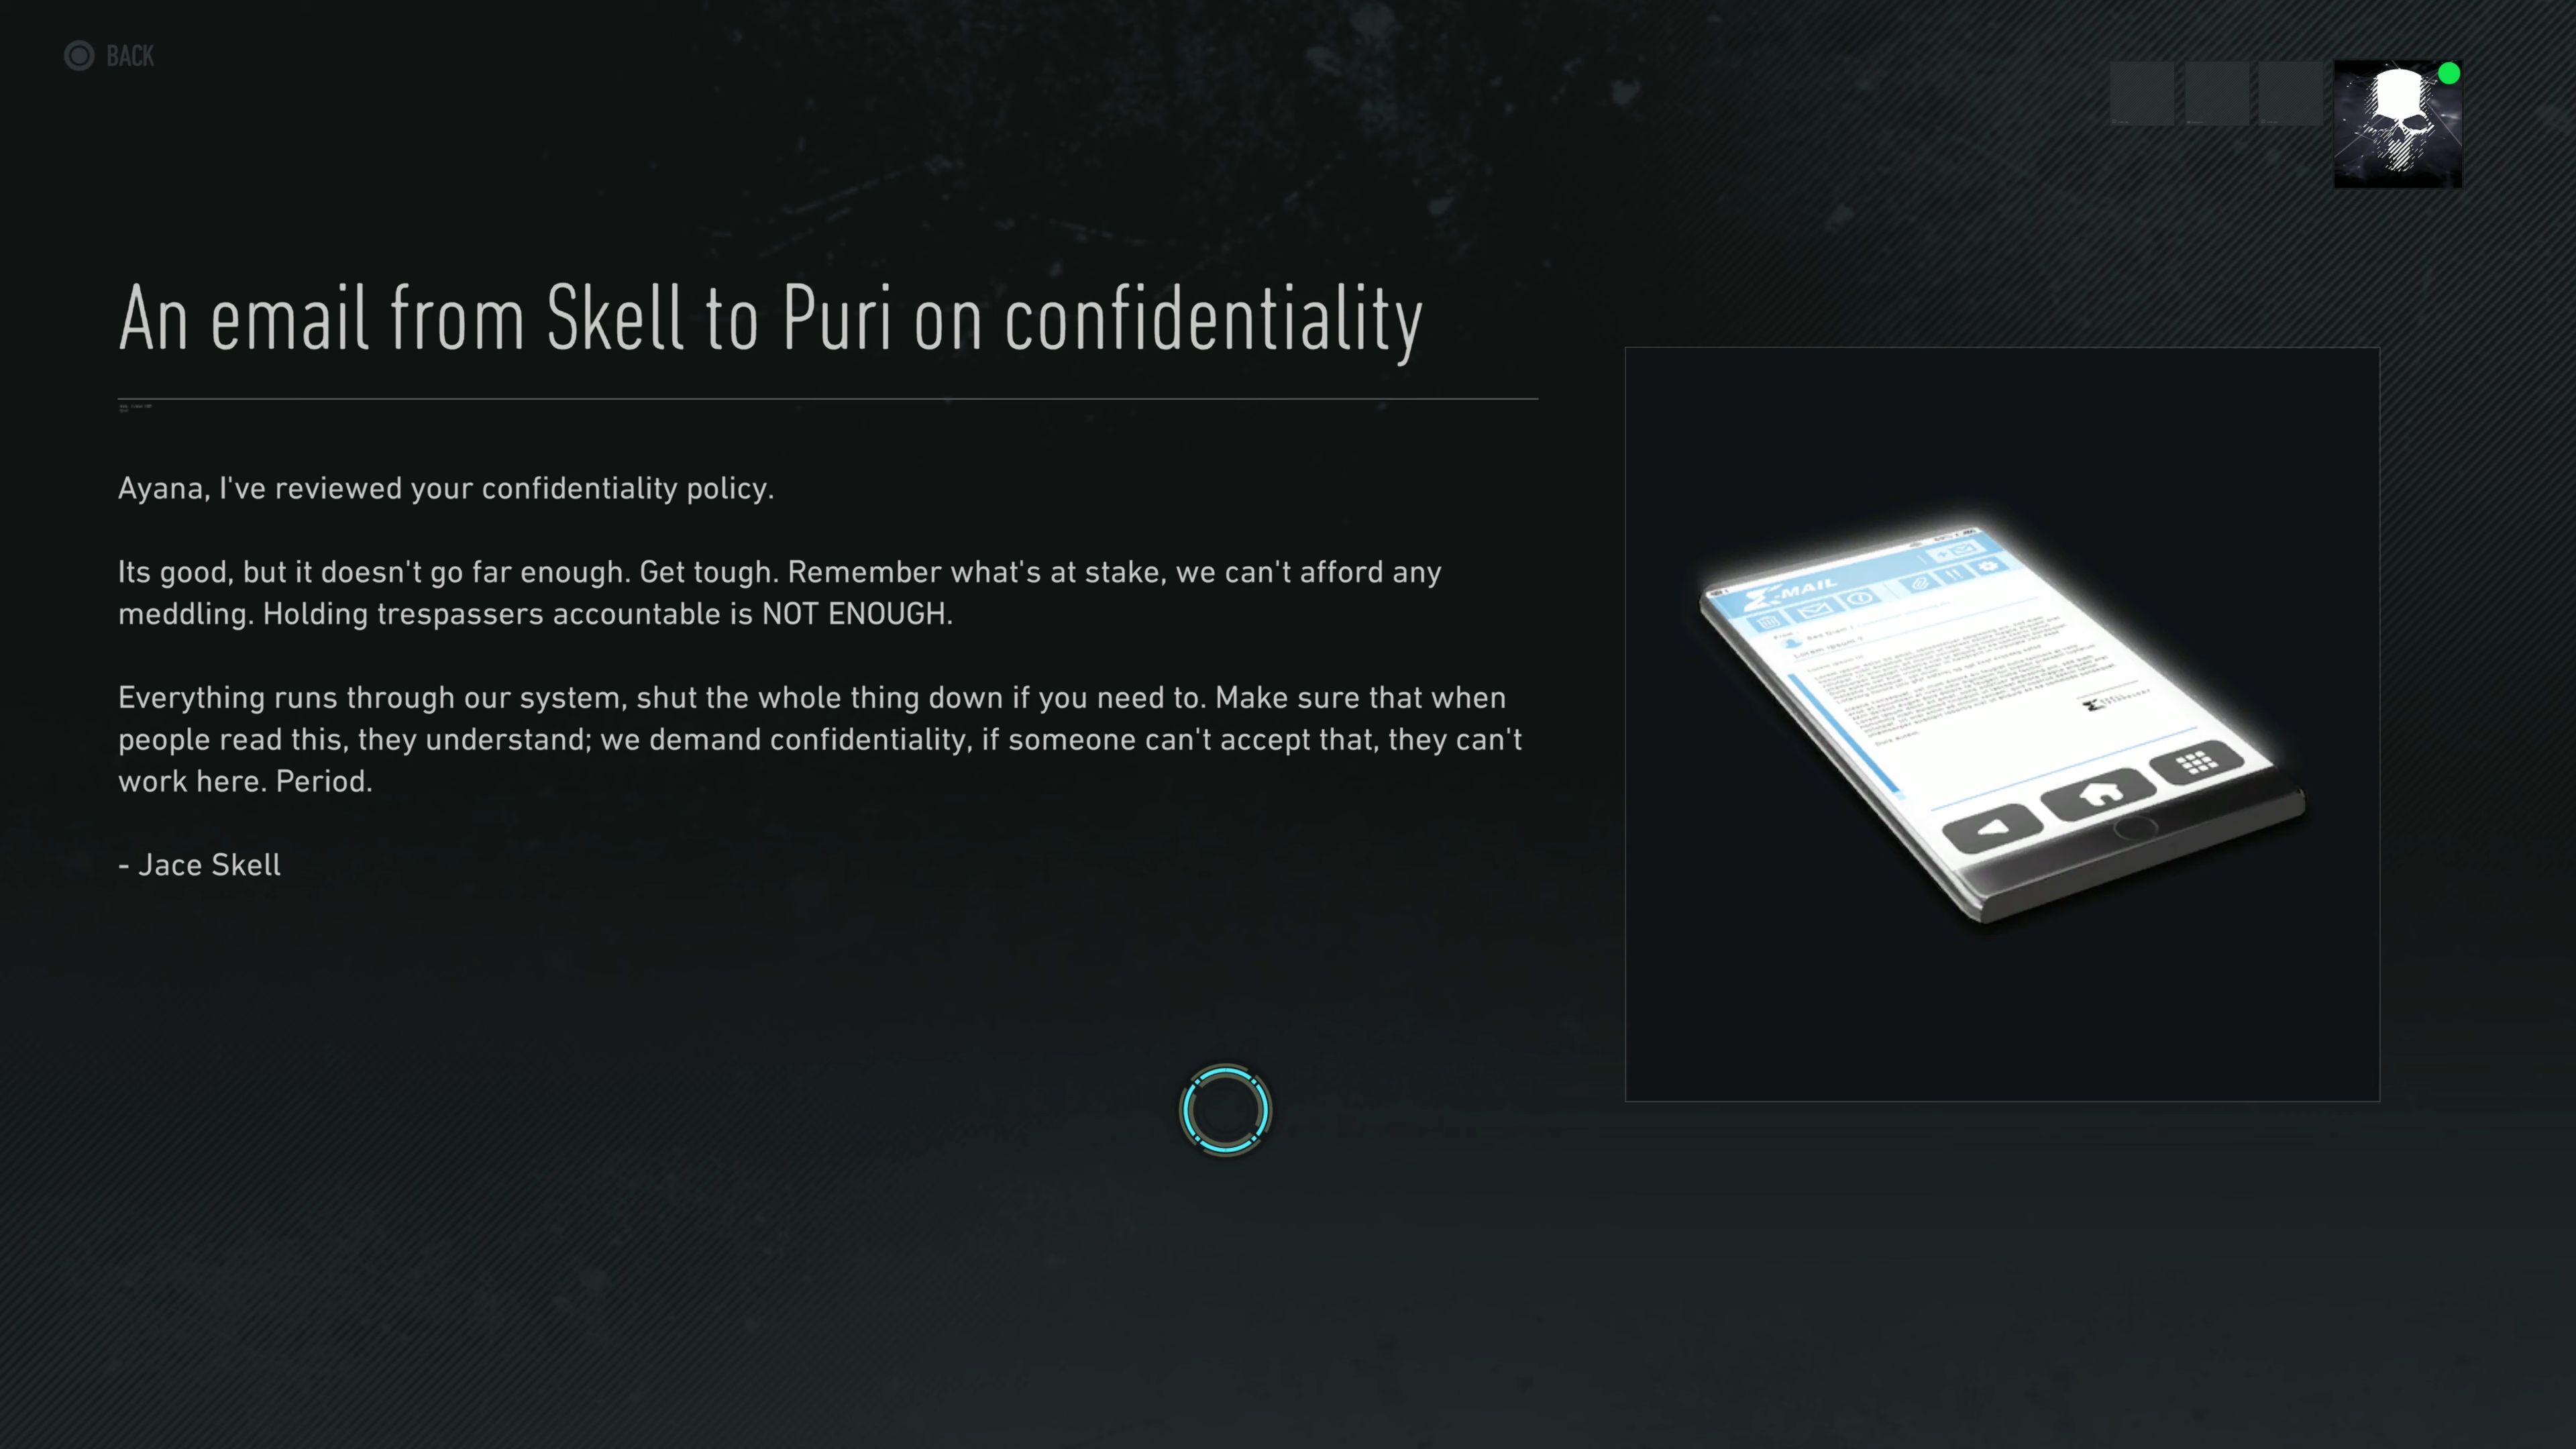 BACK
An email from Skell to Puri on confidentiality
Ayana, I've reviewed your confidentiality policy.
Its good, but it doesn't go far enough. Get tough. Remember what's at stake, we can't afford any
meddling. Holding trespassers accountable is NOT ENOUGH.
Everything runs through our system, shut the whole thing down if you need to. Make sure that when
people read this, they understand; we demand confidentiality, if someone can't accept that, they can't
work here. Period.
- Jace Skell
-MAIL
From :
Lorem ipsum ?